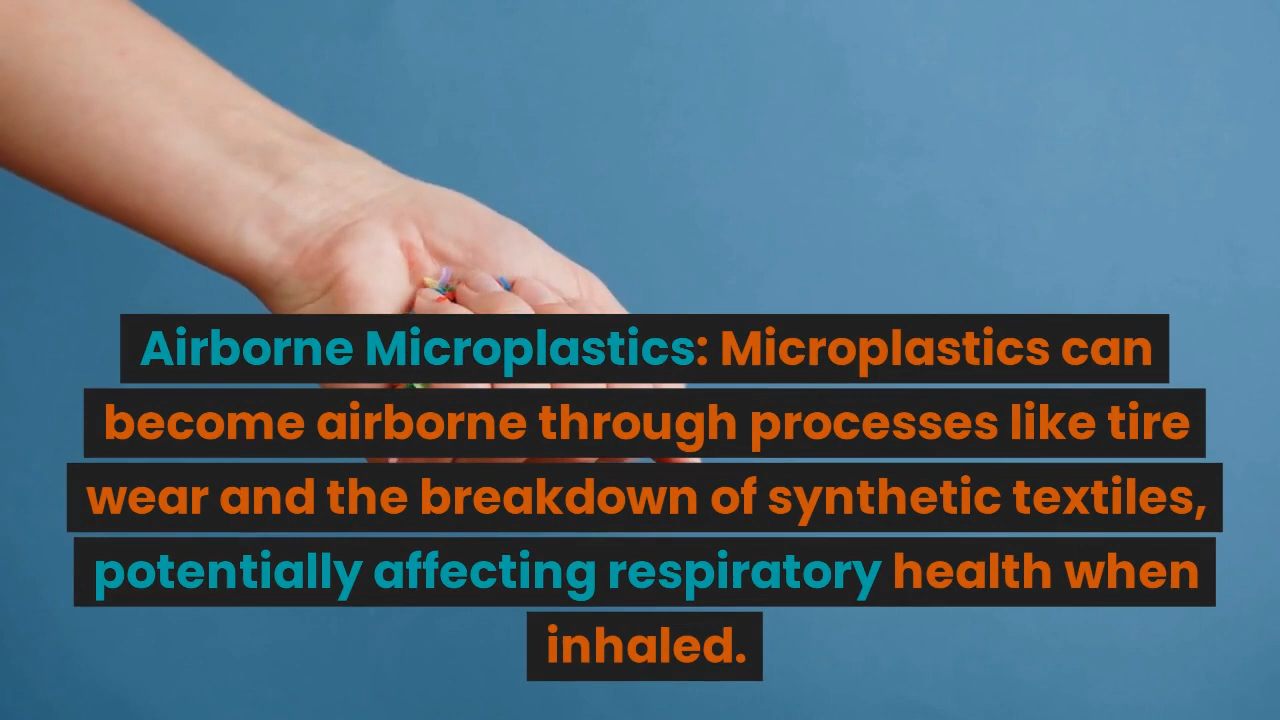 Airborne Microplastics: Microplastics can
become airborne through processes like tire
wear and the breakdown of synthetic textiles,
potentially affecting respiratory health when
inhaled.